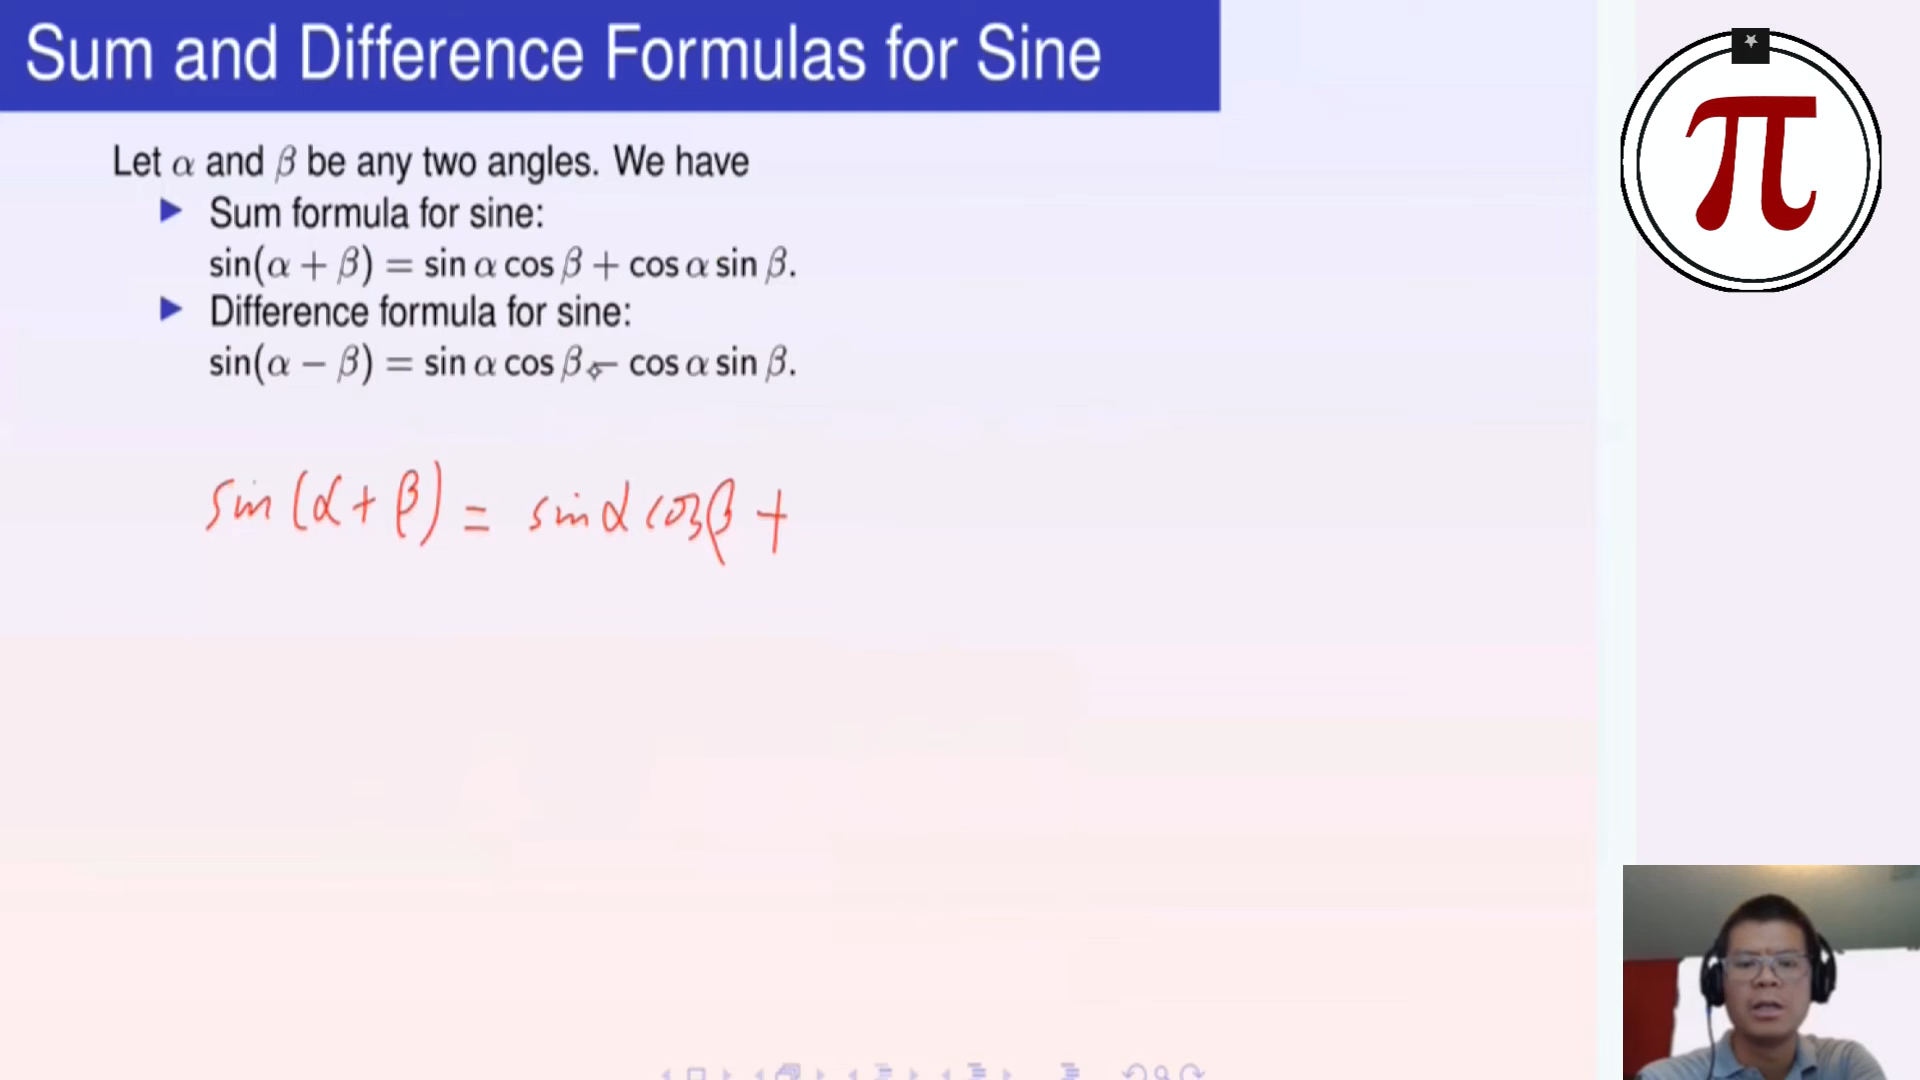 Sum and Difference Formulas for Sine
Let α and β be any two angles. We have
▶ Sum formula for sine:
sin(α + β) = sin α cos β + cos α sin β.
▶ Difference formula for sine:
sin(α − β) = sin α cos β − cos α sin β.
sin(α + β) = sin α cos β +
π